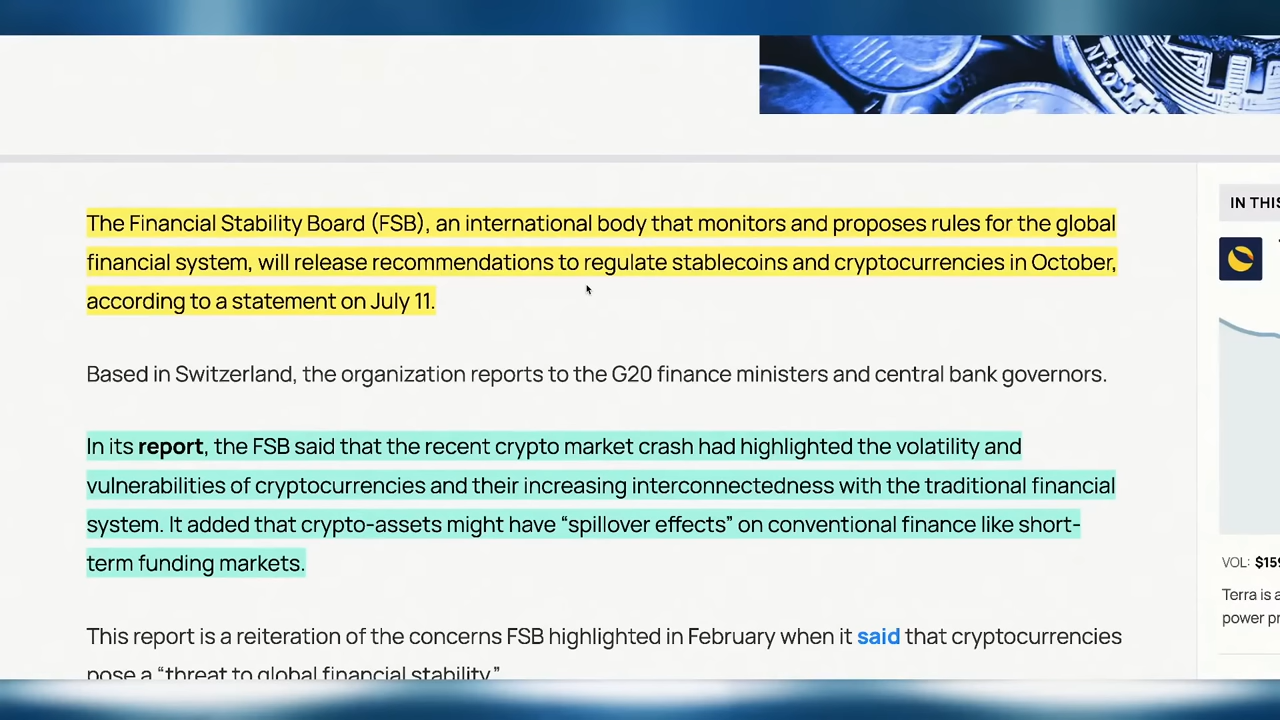 The Financial Stability Board (FSB), an international body that monitors and proposes rules for the global
financial system, will release recommendations to regulate stablecoins and cryptocurrencies in October,
according to a statement on July 11.
Based in Switzerland, the organization reports to the G20 finance ministers and central bank governors.
In its report, the FSB said that the recent crypto market crash had highlighted the volatility and
vulnerabilities of cryptocurrencies and their increasing interconnectedness with the traditional financial
system. It added that crypto-assets might have “spillover effects” on conventional finance like short-
term funding markets.
This report is a reiteration of the concerns FSB highlighted in February when it said that cryptocurrencies
pose a “threat to global financial stability.”
IN THIS
VOL: $159
Terra is a
power pr